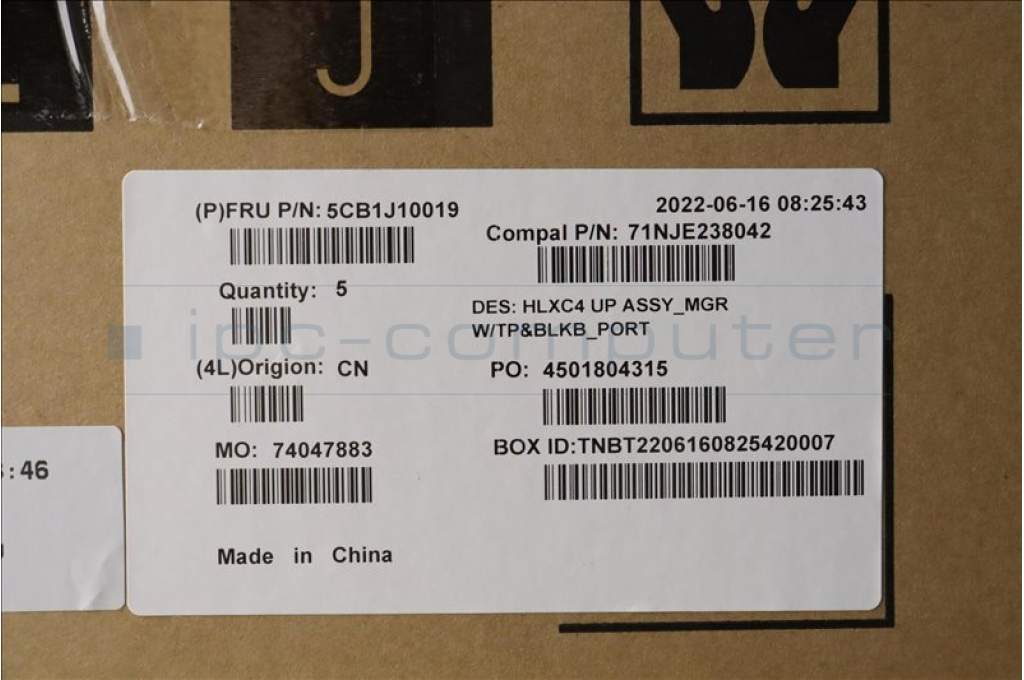 (P)FRU P/N: 5CB1J10019
2022-06-16 08:25:43
Compal P/N: 71NJE238042
Quantity: 5
DES: HLXC4 UP ASSY_MGR
W/TP&BLKB_PORT
ipc-computer
(4L)Origion: CN
PO: 4501804315
MO: 74047883
BOX ID:TNBT2206160825420007
:46
Made in China